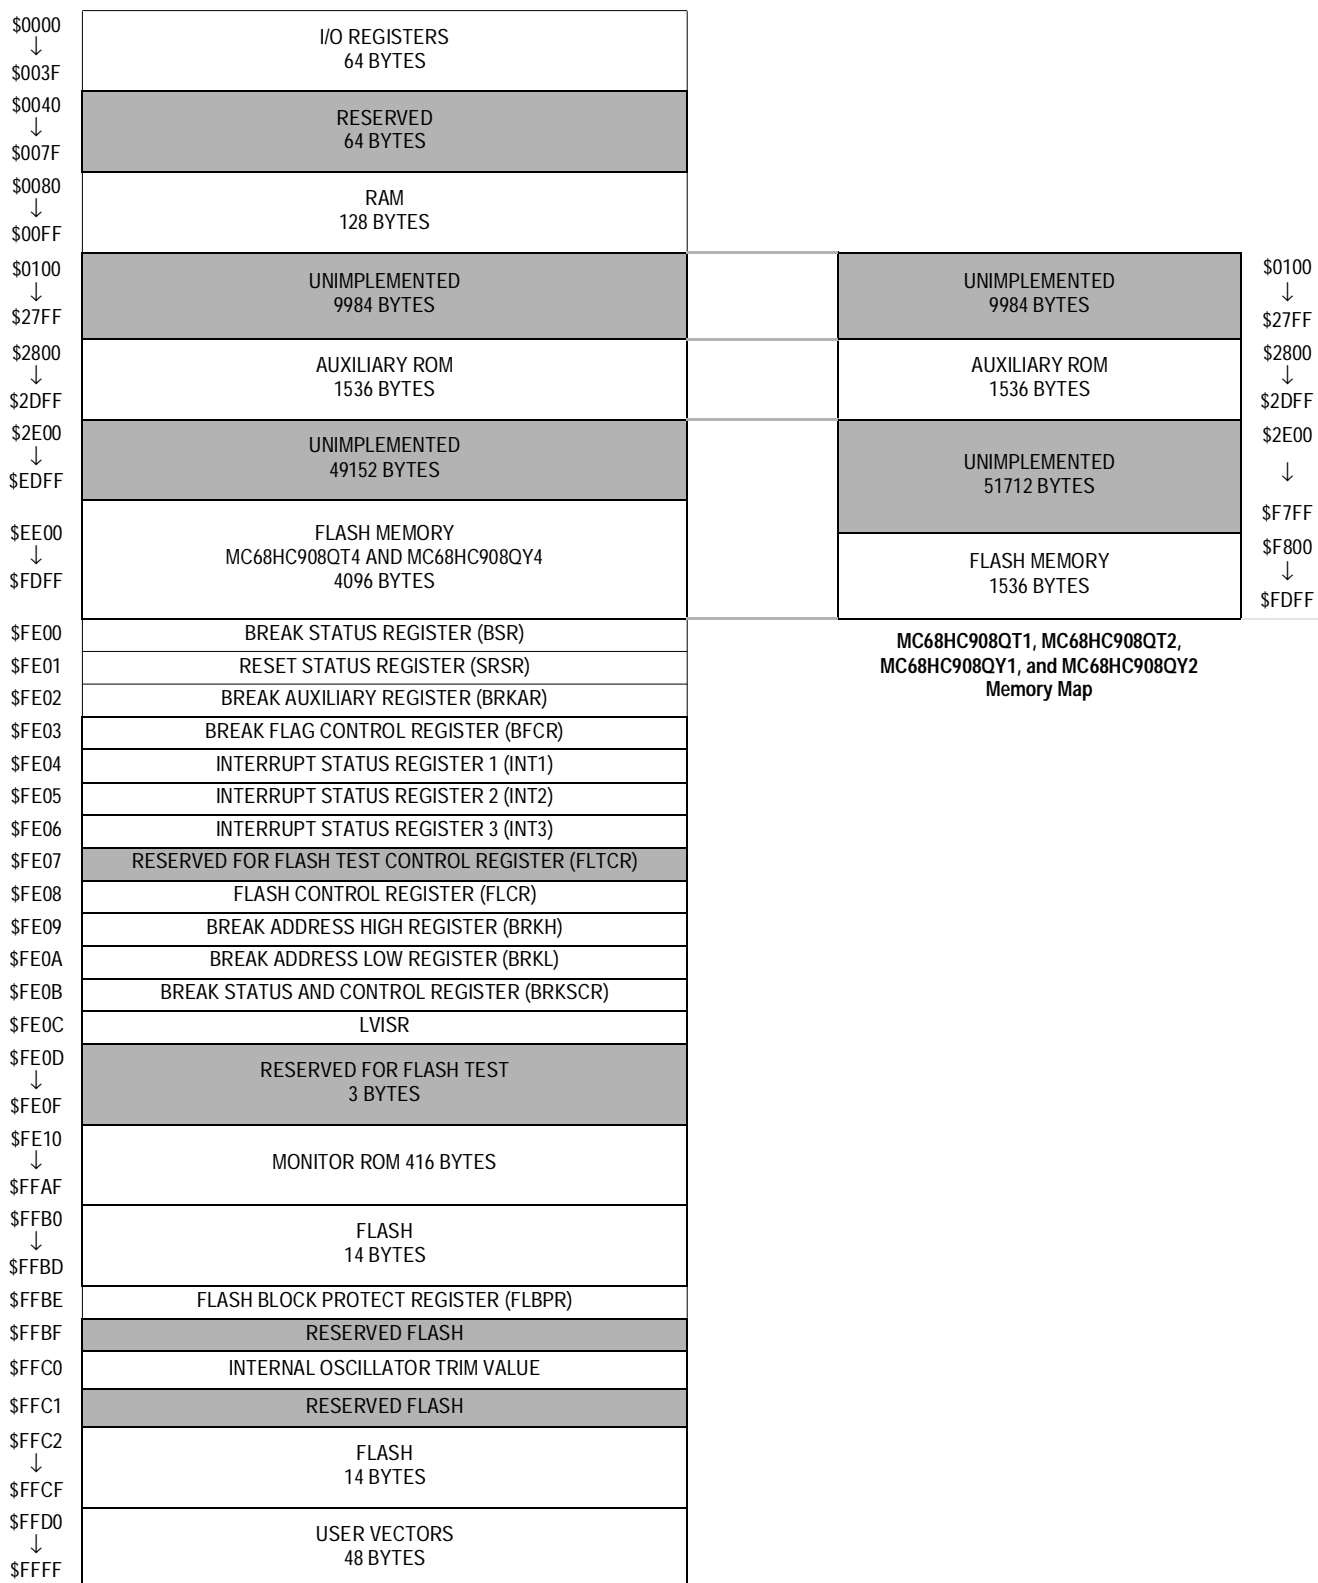 $0000
↓
$003F
I/O REGISTERS
64 BYTES
$0040
↓
$007F
RESERVED
64 BYTES
$0080
↓
$00FF
RAM
128 BYTES
$0100
↓
$27FF
UNIMPLEMENTED
9984 BYTES
UNIMPLEMENTED
9984 BYTES
$0100
↓
$27FF
$2800
↓
$2DFF
AUXILIARY ROM
1536 BYTES
AUXILIARY ROM
1536 BYTES
$2800
↓
$2DFF
$2E00
↓
$EDFF
UNIMPLEMENTED
49152 BYTES
UNIMPLEMENTED
51712 BYTES
$2E00
↓
$F7FF
$EE00
↓
$FDFF
FLASH MEMORY
MC68HC908QT4 AND MC68HC908QY4
4096 BYTES
FLASH MEMORY
1536 BYTES
$F800
↓
$FDFF
MC68HC908QT1, MC68HC908QT2,
MC68HC908QY1, and MC68HC908QY2
Memory Map
$FE00 BREAK STATUS REGISTER (BSR)
$FE01 RESET STATUS REGISTER (SRSR)
$FE02 BREAK AUXILIARY REGISTER (BRKAR)
$FE03 BREAK FLAG CONTROL REGISTER (BFCR)
$FE04 INTERRUPT STATUS REGISTER 1 (INT1)
$FE05 INTERRUPT STATUS REGISTER 2 (INT2)
$FE06 INTERRUPT STATUS REGISTER 3 (INT3)
$FE07 RESERVED FOR FLASH TEST CONTROL REGISTER (FLTCR)
$FE08 FLASH CONTROL REGISTER (FLCR)
$FE09 BREAK ADDRESS HIGH REGISTER (BRKH)
$FE0A BREAK ADDRESS LOW REGISTER (BRKL)
$FE0B BREAK STATUS AND CONTROL REGISTER (BRKSCR)
$FE0C LVISR
$FE0D
↓
$FE0F
RESERVED FOR FLASH TEST
3 BYTES
$FE10
↓
$FFAF
MONITOR ROM 416 BYTES
$FFB0
↓
$FFBD
FLASH
14 BYTES
$FFBE FLASH BLOCK PROTECT REGISTER (FLBPR)
$FFBF RESERVED FLASH
$FFC0 INTERNAL OSCILLATOR TRIM VALUE
$FFC1 RESERVED FLASH
$FFC2
↓
$FFCF
FLASH
14 BYTES
$FFD0
↓
$FFFF
USER VECTORS
48 BYTES